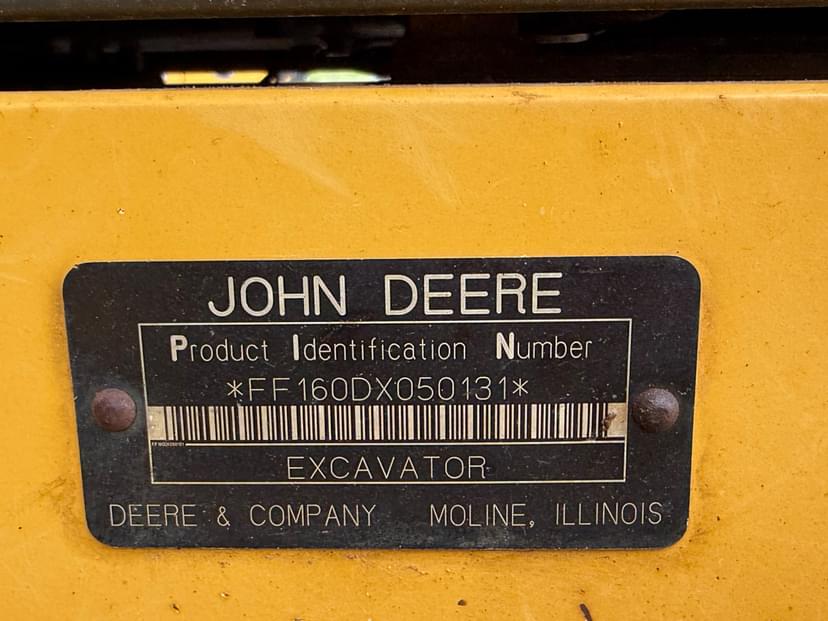 JOHN DEERE
Product Identification Number
*FF160DX050131*
EXCAVATOR
DEERE & COMPANY MOLINE, ILLINOIS